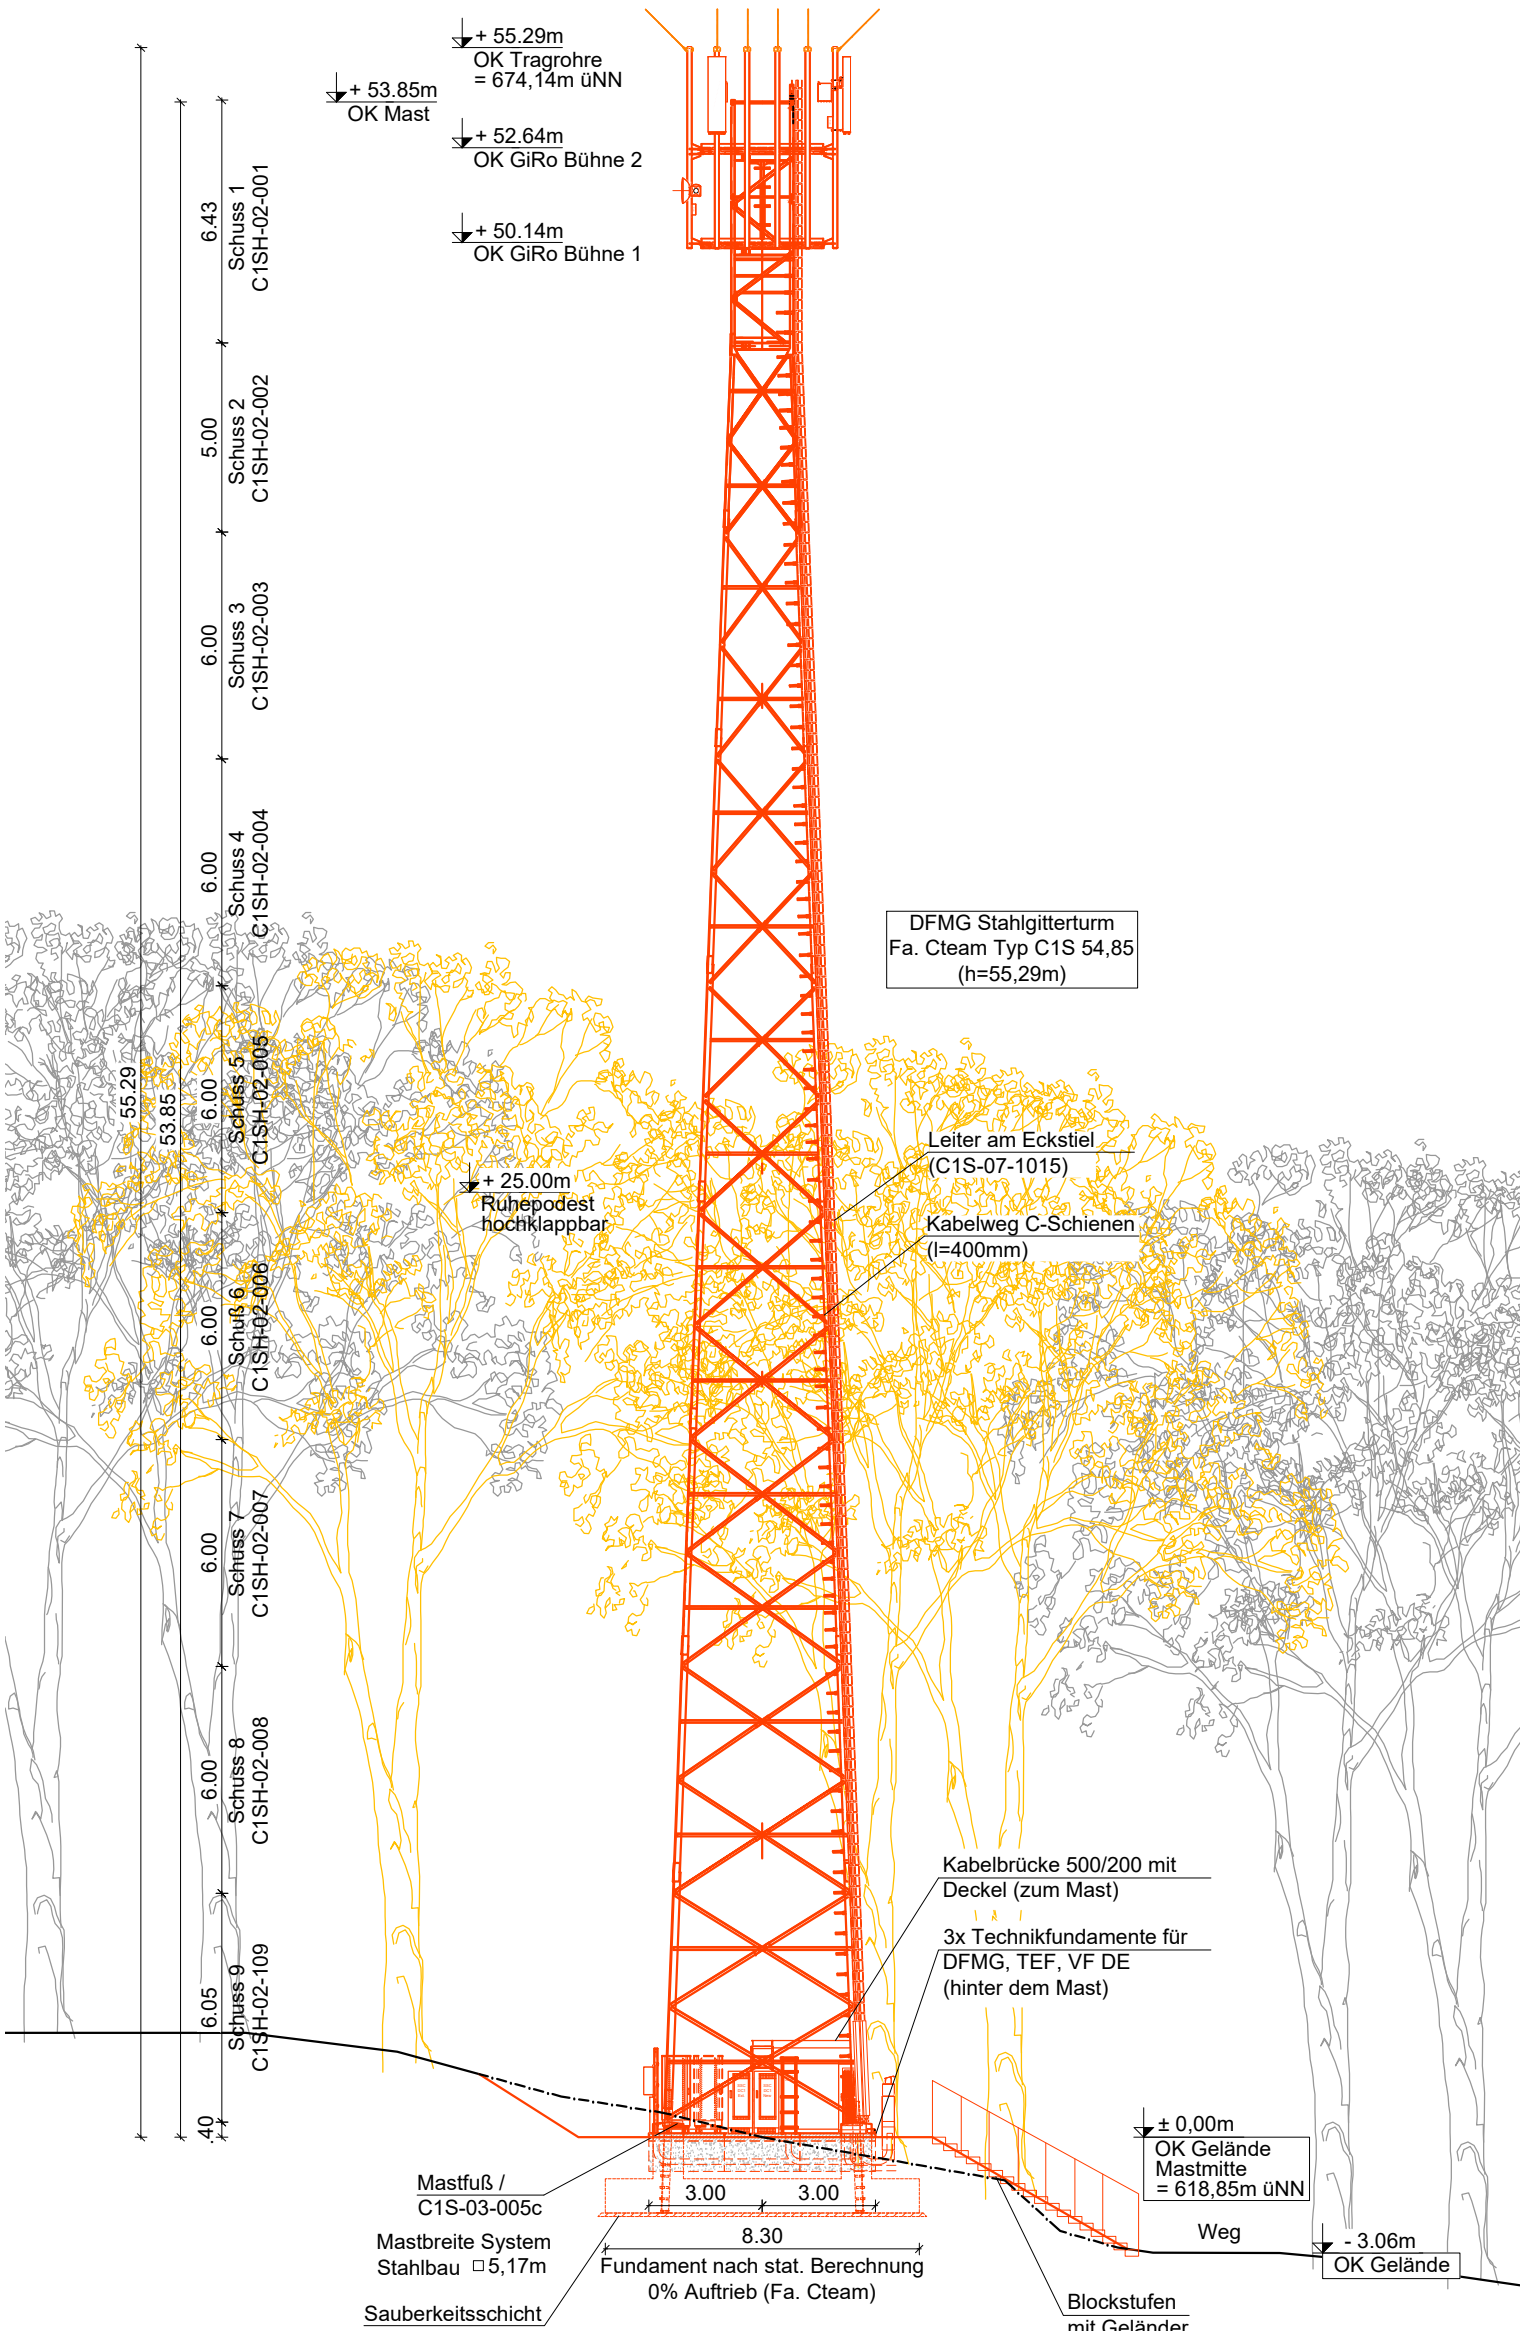 + 55.29m
OK Tragrohre
= 674,14m üNN
+ 53.85m
OK Mast
+ 52.64m
OK GiRo Bühne 2
+ 50.14m
OK GiRo Bühne 1
6.43
Schuss 1
C1SH-02-001
5.00
Schuss 2
C1SH-02-002
6.00
Schuss 3
C1SH-02-003
6.00
Schuss 4
C1SH-02-004
DFMG Stahlgitterturm
Fa. Cteam Typ C1S 54,85
(h=55,29m)
55.29
53.85
6.00
Schuss 5
C1SH-02-005
Leiter am Eckstiel
(C1S-07-1015)
+ 25.00m
Ruhepodest
hochklappbar
Kabelweg C-Schienen
(l=400mm)
6.00
Schuß 6
C1SH-02-006
6.00
Schuss 7
C1SH-02-007
6.00
Schuss 8
C1SH-02-008
Kabelbrücke 500/200 mit
Deckel (zum Mast)
3x Technikfundamente für
DFMG, TEF, VF DE
(hinter dem Mast)
6.05
Schuss 9
C1SH-02-109
.40
± 0,00m
OK Gelände
Mastmitte
= 618,85m üNN
Mastfuß /
C1S-03-005c
3.00
3.00
Mastbreite System
Stahlbau □ 5,17m
8.30
Fundament nach stat. Berechnung
0% Auftrieb (Fa. Cteam)
Weg
- 3.06m
OK Gelände
Sauberkeitsschicht
Blockstufen
mit Geländer